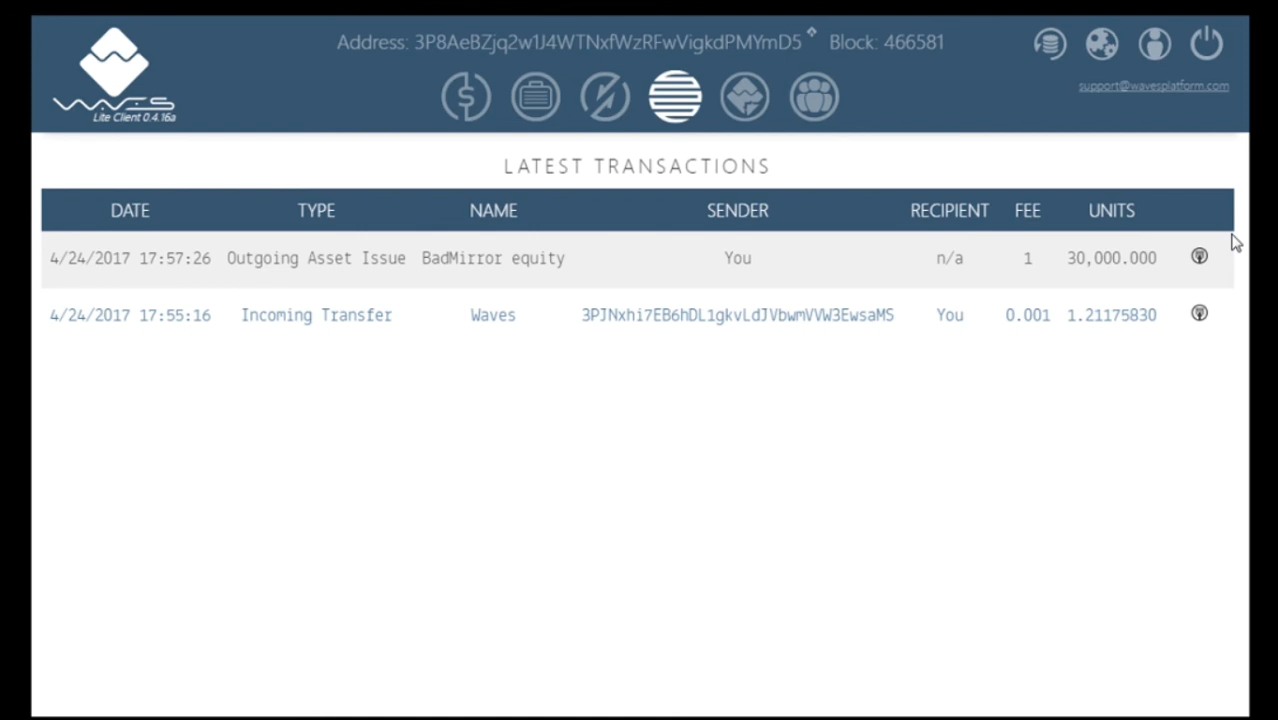 Address: 3P8AeBZjq2w1J4WTNxfWzRFwVigkdPMYmD5 Block: 466581
WAVES
Lite Client 0.4.16a
support@wavesplatform.com
LATEST TRANSACTIONS
DATE TYPE NAME SENDER RECIPIENT FEE UNITS
4/24/2017 17:57:26 Outgoing Asset Issue BadMirror equity You n/a 1 30,000.000
4/24/2017 17:55:16 Incoming Transfer Waves 3PJNxhi7EB6hDL1gkvLdJVbwmVVW3EwsaMS You 0.001 1.21175830